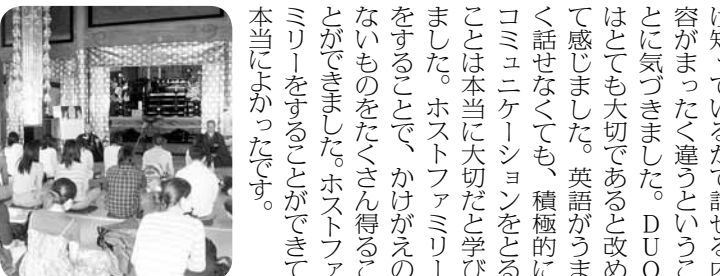 知っているだけで話せる内
容がまったく違うというこ
とに気づきました。DUO
はとても大切であると改め
て感じました。英語がうま
く話せなくても、積極的に
コミュニケーションをとる
ことは本当に大切だと学び
ました。ホストファミリー
をすることで、かけがえの
ないものをたくさん得るこ
とができました。ホストファ
ミリーをすることができて
本当によかったです。